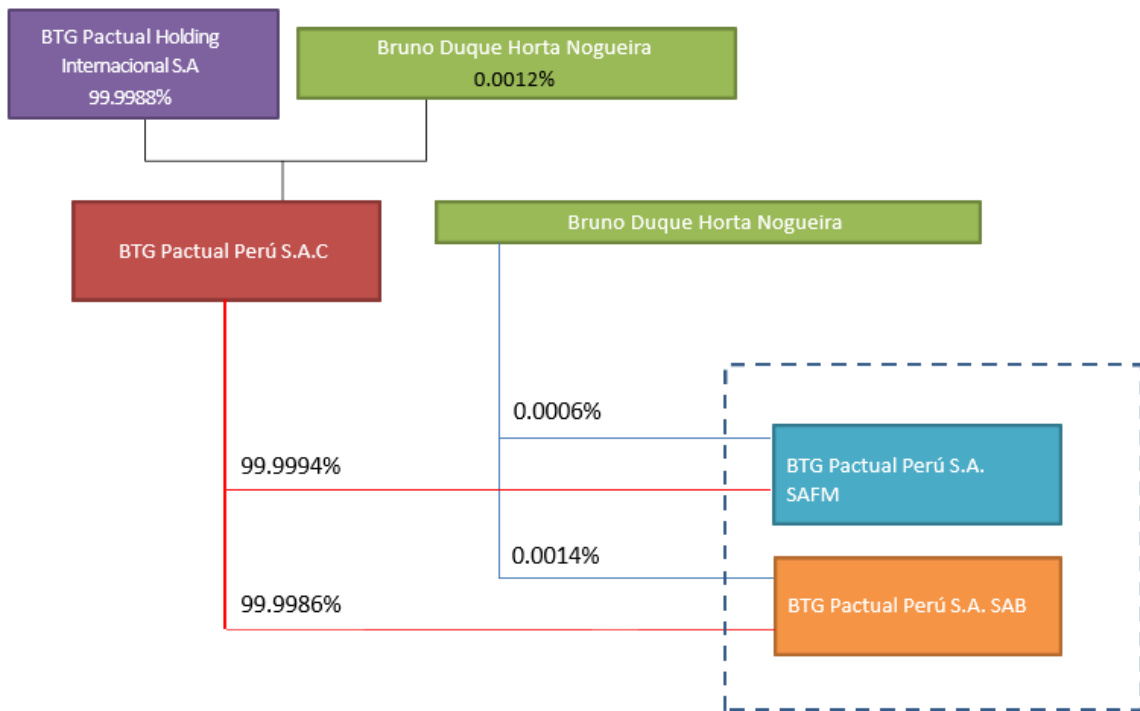 BTG Pactual Holding
Internacional S.A
99.9988%
Bruno Duque Horta Nogueira
0.0012%
BTG Pactual Perú S.A.C
Bruno Duque Horta Nogueira
0.0006%
99.9994%
BTG Pactual Perú S.A.
SAFM
0.0014%
99.9986%
BTG Pactual Perú S.A. SAB